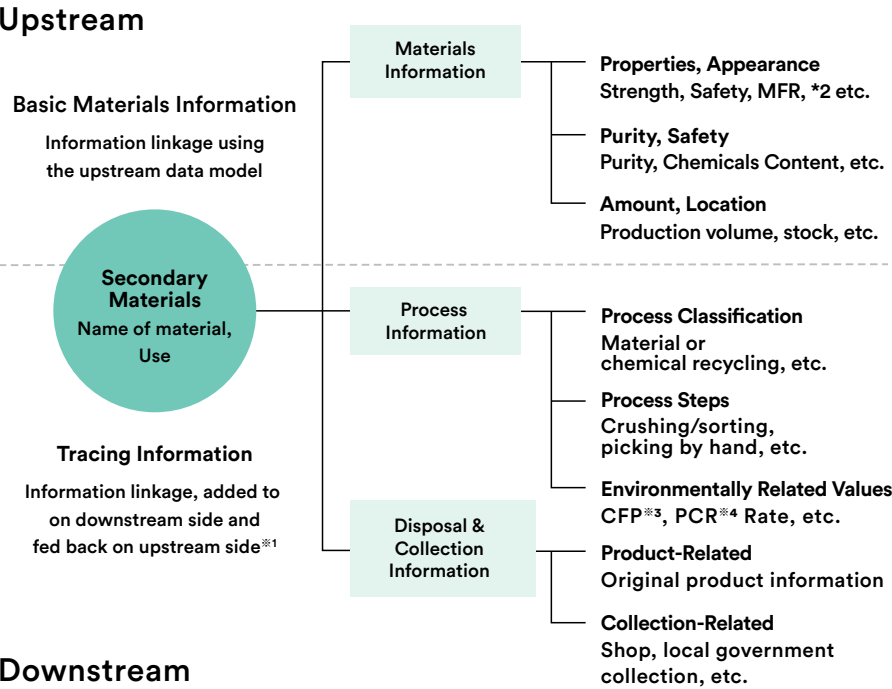 Upstream
Basic Materials Information
Information linkage using
the upstream data model
Secondary
Materials
Name of material,
Use
Tracing Information
Information linkage, added to
on downstream side and
fed back on upstream side※1
Downstream
Materials
Information
Properties, Appearance
Strength, Safety, MFR, *2 etc.
Purity, Safety
Purity, Chemicals Content, etc.
Amount, Location
Production volume, stock, etc.
Process
Information
Process Classification
Material or
chemical recycling, etc.
Process Steps
Crushing/sorting,
picking by hand, etc.
Environmentally Related Values
CFP※3, PCR※4 Rate, etc.
Disposal &
Collection
Information
Product-Related
Original product information
Collection-Related
Shop, local government
collection, etc.